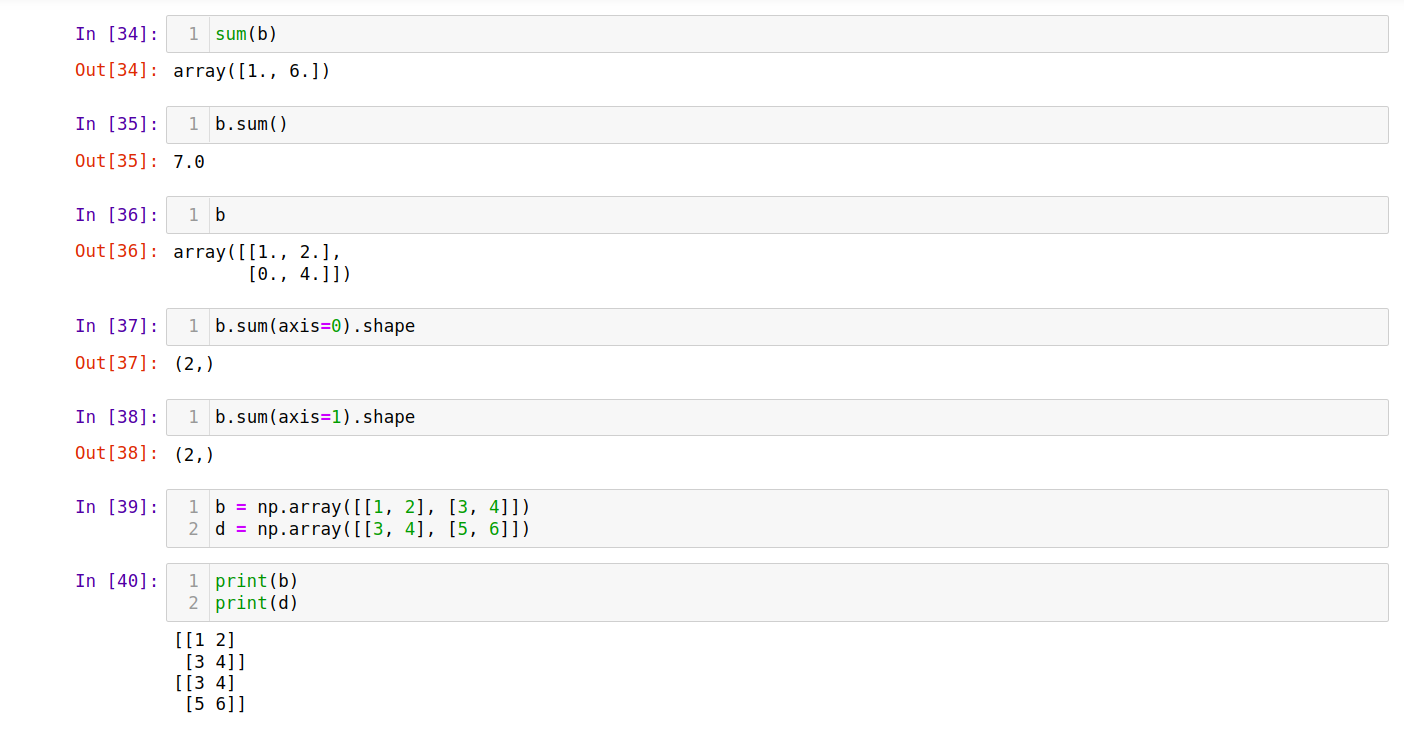 In [34]: 1 sum(b)
Out[34]: array([1., 6.])
In [35]: 1 b.sum()
Out[35]: 7.0
In [36]: 1 b
Out[36]: array([[1., 2.],
       [0., 4.]])
In [37]: 1 b.sum(axis=0).shape
Out[37]: (2,)
In [38]: 1 b.sum(axis=1).shape
Out[38]: (2,)
In [39]: 1 b = np.array([[1, 2], [3, 4]])
2 d = np.array([[3, 4], [5, 6]])
In [40]: 1 print(b)
2 print(d)
[[1 2]
 [3 4]]
[[3 4]
 [5 6]]